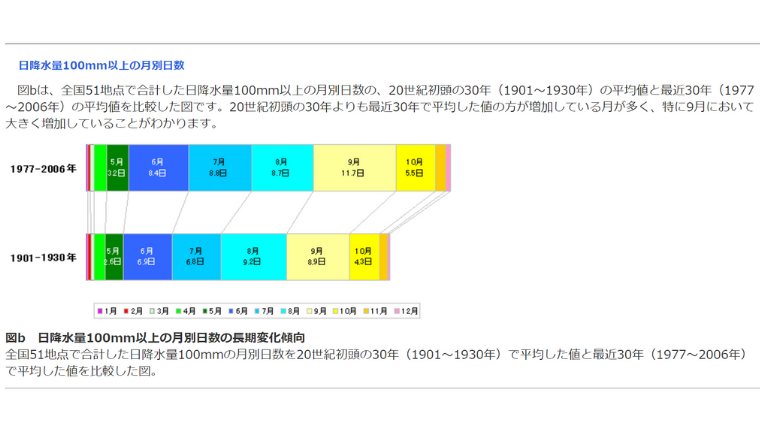 日降水量100mm以上の月別日数
図bは、全国51地点で合計した日降水量100mm以上の月別日数の、20世紀初頭の30年（1901～1930年）の平均値と最近30年（1977
～2006年）の平均値を比較した図です。20世紀初頭の30年よりも最近30年で平均した値の方が増加している月が多く、特に9月において
大きく増加していることがわかります。
1977-2006年
5月 6月 7月 8月 9月 10月
3.2日 8.4日 8.8日 8.7日 11.7日 5.5日
1901-1930年
5月 6月 7月 8月 9月 10月
6.9日 9.2日 8.9日 4.3日
1月 2月 3月 4月 5月 6月 7月 8月 9月 10月 11月 12月
図b 日降水量100mm以上の月別日数の長期変化傾向
全国51地点で合計した日降水量100mmの月別日数を20世紀初頭の30年（1901～1930年）で平均した値と最近30年（1977～2006年）
で平均した値を比較した図。